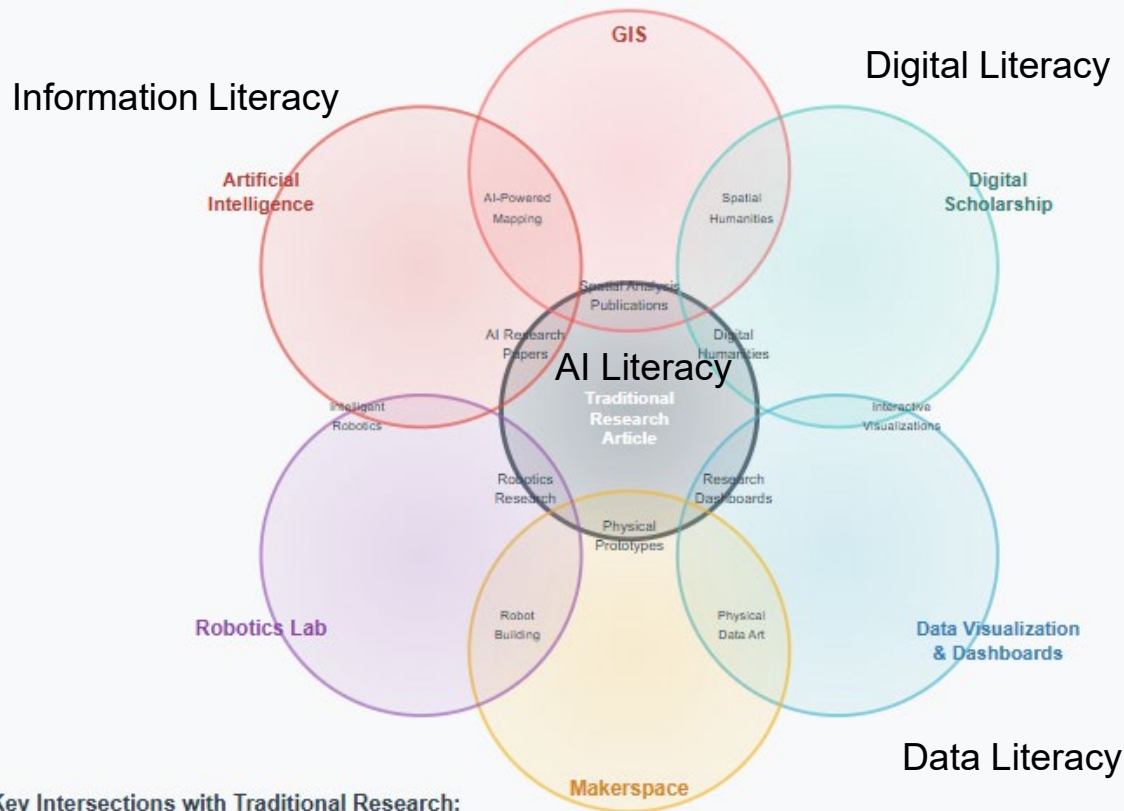 GIS
Digital Literacy
Information Literacy
Artificial
Intelligence
Digital
Scholarship
AI-Powered
Mapping
Spatial
Humanities
Spatial Analysis
Publications
AI Research
Papers
Digital
Humanities
AI Literacy
Traditional
Research
Article
Intelligent
Robotics
Interactive
Visualizations
Robotics
Research
Research
Dashboards
Physical
Prototypes
Robot
Building
Physical
Data Art
Robotics Lab
Data Visualization
& Dashboards
Data Literacy
Makerspace
Key Intersections with Traditional Research: